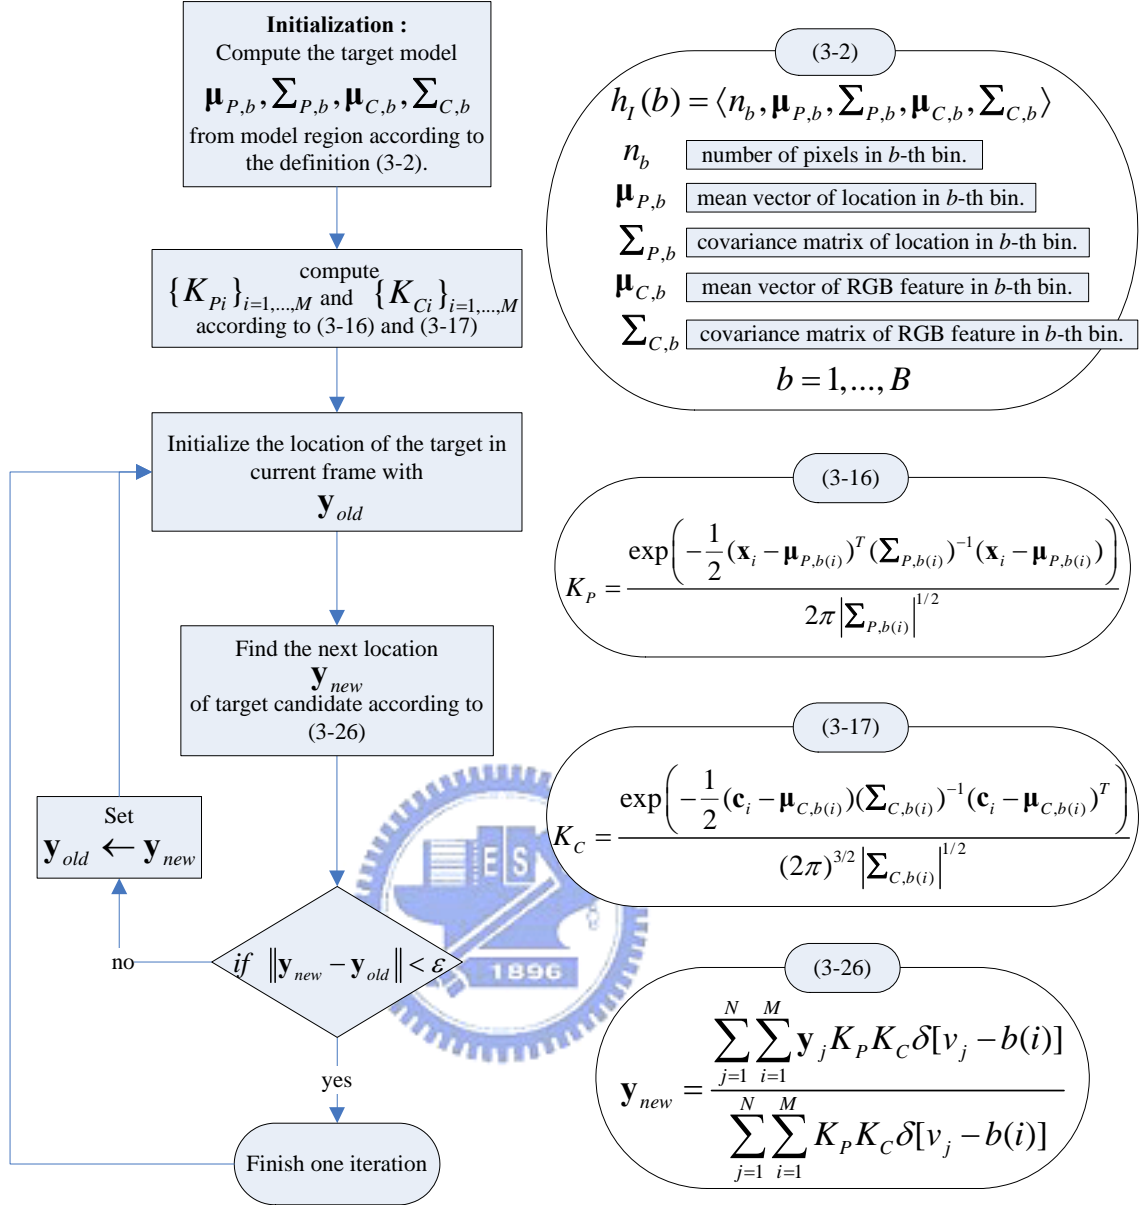 Initialization :
Compute the target model
μ_{P,b}, Σ_{P,b}, μ_{C,b}, Σ_{C,b}
from model region according to
the definition (3-2).
compute
{K_{Pi}}_{i=1,...,M} and {K_{Ci}}_{i=1,...,M}
according to (3-16) and (3-17)
Initialize the location of the target in
current frame with
y_{old}
Find the next location
y_{new}
of target candidate according to
(3-26)
Set
y_{old} ← y_{new}
no
if ‖y_{new} − y_{old}‖ < ε
yes
Finish one iteration
(3-2)
h_I(b) = ⟨n_b, μ_{P,b}, Σ_{P,b}, μ_{C,b}, Σ_{C,b}⟩
n_b number of pixels in b-th bin.
μ_{P,b} mean vector of location in b-th bin.
Σ_{P,b} covariance matrix of location in b-th bin.
μ_{C,b} mean vector of RGB feature in b-th bin.
Σ_{C,b} covariance matrix of RGB feature in b-th bin.
b = 1,...,B
(3-16)
K_P = exp(−1/2 (x_i − μ_{P,b(i)})^T (Σ_{P,b(i)})^{−1} (x_i − μ_{P,b(i)})) / 2π|Σ_{P,b(i)}|^{1/2}
(3-17)
K_C = exp(−1/2 (c_i − μ_{C,b(i)})(Σ_{C,b(i)})^{−1} (c_i − μ_{C,b(i)})^T) / (2π)^{3/2}|Σ_{C,b(i)}|^{1/2}
(3-26)
y_{new} = Σ_{j=1}^{N} Σ_{i=1}^{M} y_j K_P K_C δ[v_j − b(i)] / Σ_{j=1}^{N} Σ_{i=1}^{M} K_P K_C δ[v_j − b(i)]
ES
1896